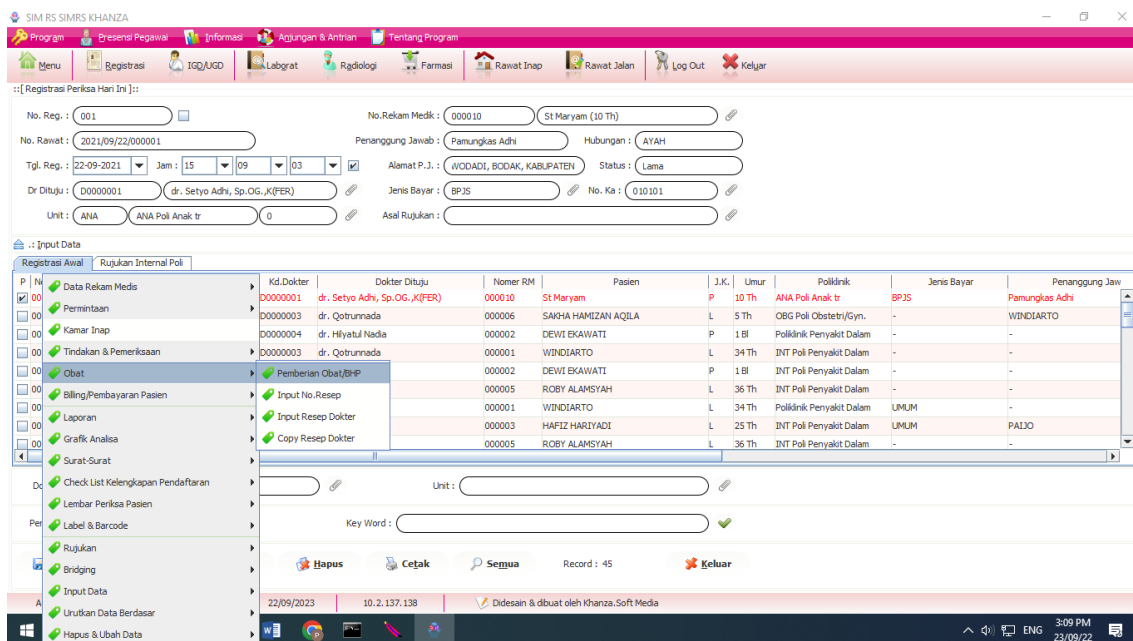 SIM RS SIMRS KHANZA
Program Presensi Pegawai Informasi Anjungan & Antrian Tentang Program
Menu Registrasi IGD/UGD Laborat Radiologi Farmasi Rawat Inap Rawat Jalan Log Out Keluar
::[ Registrasi Periksa Hari Ini ]::
No. Reg. : 001 No.Rekam Medik : 000010 St Maryam (10 Th)
No. Rawat : 2021/09/22/000001 Penanggung Jawab : Pamungkas Adhi Hubungan : AYAH
Tgl. Reg. : 22-09-2021 Jam : 15 09 03 Alamat P.J. : WODADI, BODAK, KABUPATEN Status : Lama
Dr Dituju : D0000001 dr. Setyo Adhi, Sp.OG.,K(FER) Jenis Bayar : BPJS No. Ka : 010101
Unit : ANA ANA Poli Anak tr 0 Asal Rujukan :
.: Input Data
Registrasi Awal Rujukan Internal Poli
P Kd.Dokter Dokter Dituju Nomer RM Pasien J.K. Umur Poliklinik Jenis Bayar Penanggung Jaw
00 D0000001 dr. Setyo Adhi, Sp.OG.,K(FER) 000010 St Maryam P 10 Th ANA Poli Anak tr BPJS Pamungkas Adhi
00 D0000003 dr. Qotrunnada 000006 SAKHA HAMIZAN AQILA L 5 Th OBG Poli Obstetri/Gyn. - WINDIARTO
00 D0000004 dr. Hilyatul Nadia 000002 DEWI EKAWATI P 1 Bl Poliklinik Penyakit Dalam - -
00 D0000003 dr. Qotrunnada 000001 WINDIARTO L 34 Th INT Poli Penyakit Dalam - -
00 000002 DEWI EKAWATI P 1 Bl INT Poli Penyakit Dalam - -
00 000005 ROBY ALAMSYAH L 36 Th INT Poli Penyakit Dalam - -
00 000001 WINDIARTO L 34 Th Poliklinik Penyakit Dalam UMUM -
00 000003 HAFIZ HARIYADI L 25 Th INT Poli Penyakit Dalam UMUM PAIJO
00 000005 ROBY ALAMSYAH L 36 Th INT Poli Penyakit Dalam - -
Data Rekam Medis
Permintaan
Kamar Inap
Tindakan & Pemeriksaan
Obat
Billing/Pembayaran Pasien
Laporan
Grafik Analisa
Surat-Surat
Check List Kelengkapan Pendaftaran
Lembar Periksa Pasien
Label & Barcode
Rujukan
Bridging
Input Data
Urutkan Data Berdasar
Hapus & Ubah Data
Pemberian Obat/BHP
Input No.Resep
Input Resep Dokter
Copy Resep Dokter
Unit :
Key Word :
Hapus Cetak Semua Record : 45 Keluar
22/09/2023 10.2.137.138 Didesain & dibuat oleh Khanza.Soft Media
ENG 3:09 PM
23/09/22